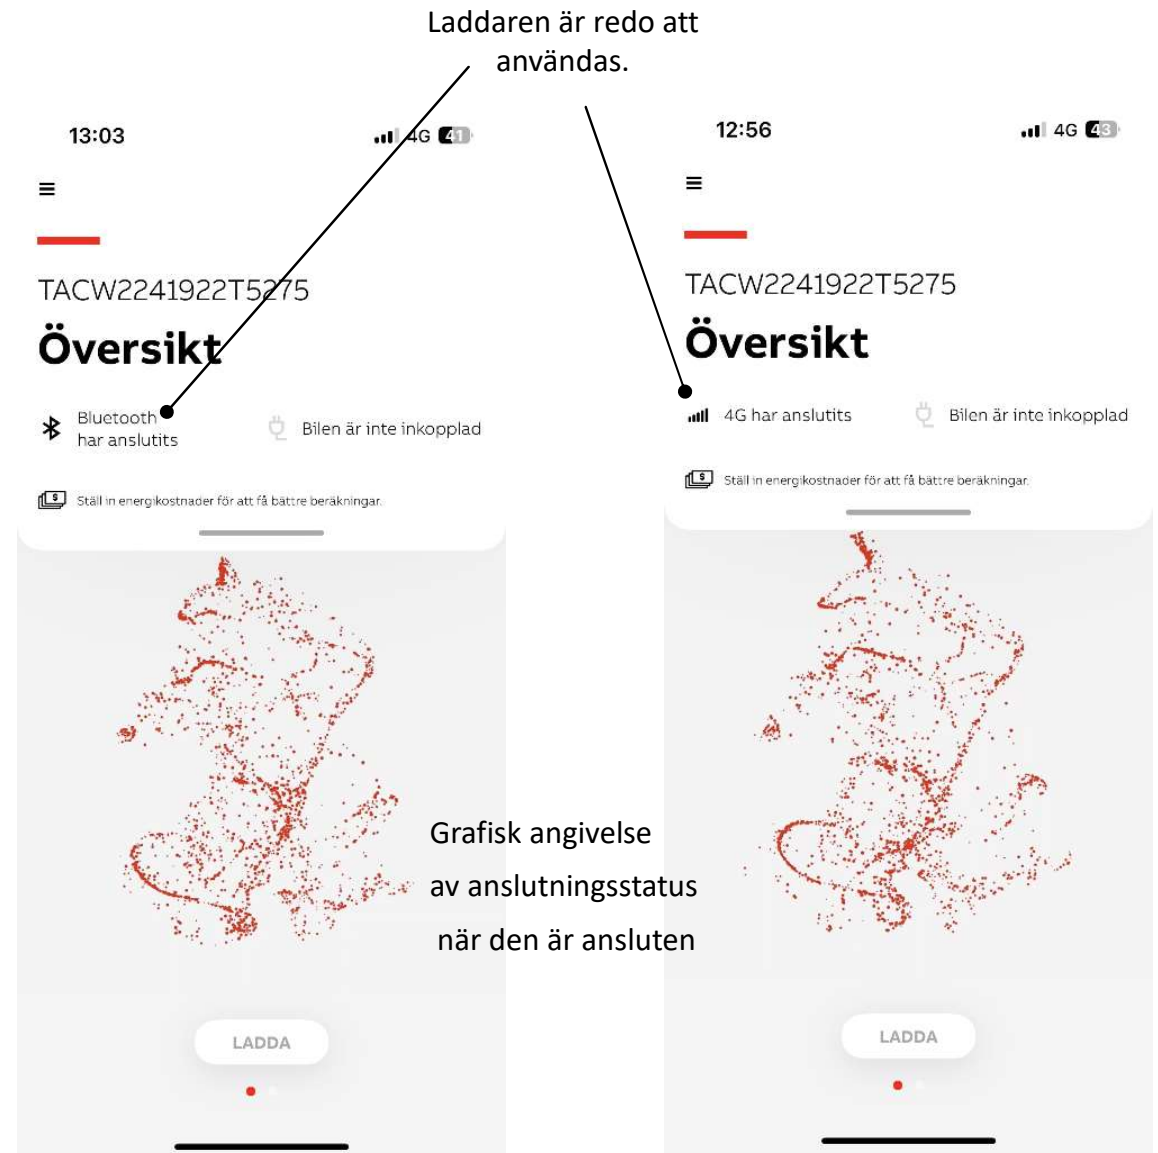 Laddaren är redo att
användas.
13:03
4G 41
TACW2241922T5275
Översikt
Bluetooth
har anslutits
Bilen är inte inkopplad
Ställ in energikostnader för att få bättre beräkningar.
LADDA
12:56
4G 43
TACW2241922T5275
Översikt
4G har anslutits
Bilen är inte inkopplad
Ställ in energikostnader för att få bättre beräkningar.
LADDA
Grafisk angivelse
av anslutningsstatus
när den är ansluten